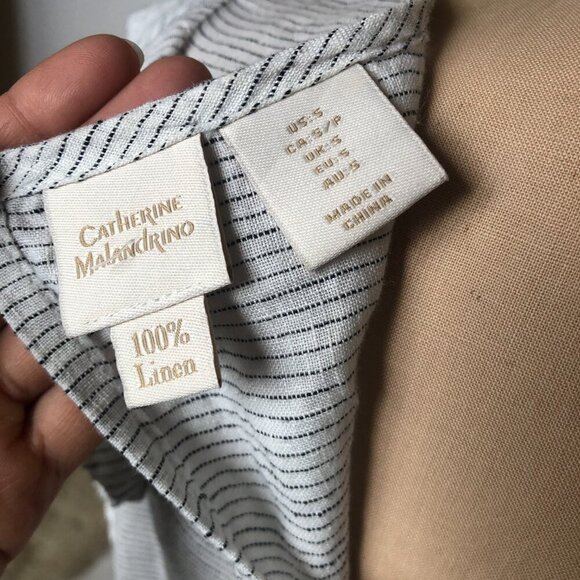 Catherine
Malandrino
100%
Linen
US:S
CA:S/P
UK:S
EU:S
AU:S
MADE IN
CHINA